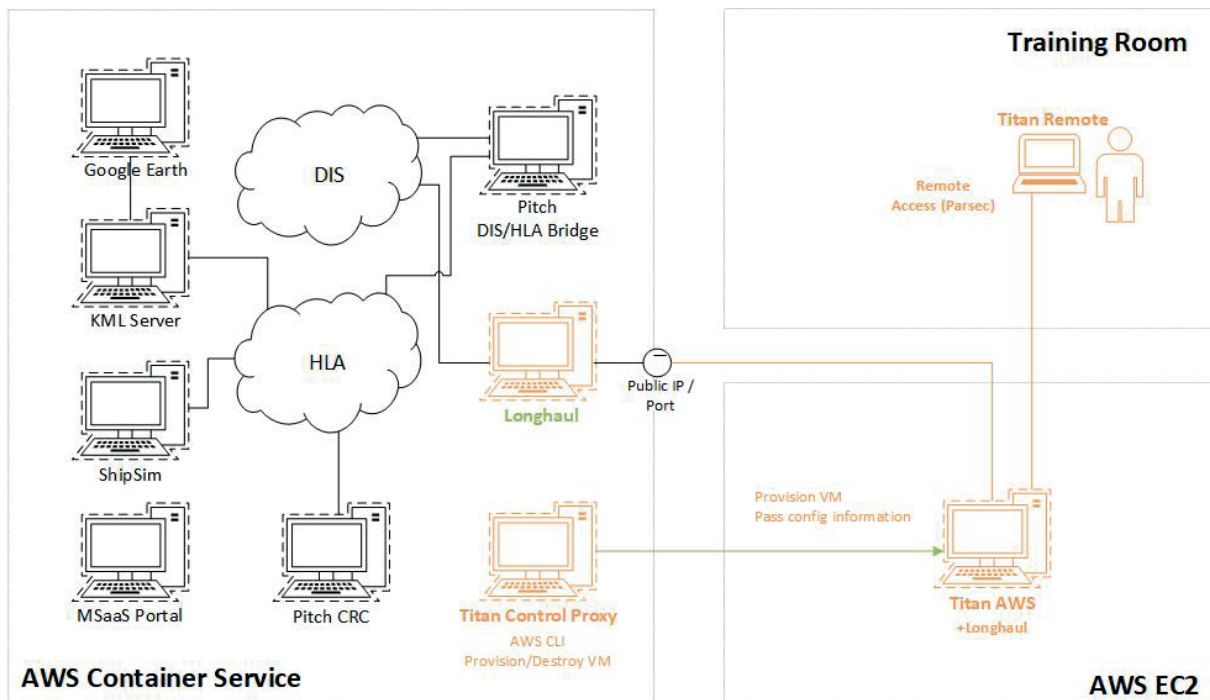 Training Room
Titan Remote
Google Earth
DIS
Remote
Access (Parsec)
Pitch
DIS/HLA Bridge
KML Server
HLA
Public IP /
Port
Longhaul
ShipSim
Provision VM
Pass config information
MSaaS Portal
Pitch CRC
Titan Control Proxy
AWS CLI
Provision/Destroy VM
Titan AWS
+Longhaul
AWS Container Service
AWS EC2